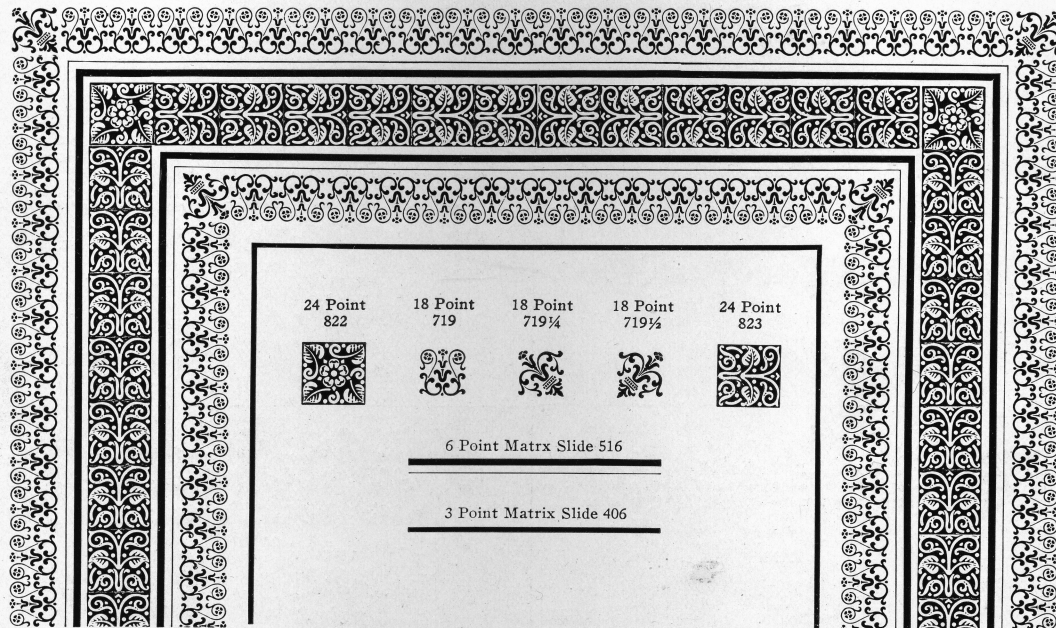 24 Point 18 Point 18 Point 18 Point 24 Point
822 719 719¼ 719½ 823
6 Point Matrx Slide 516
3 Point Matrix Slide 406